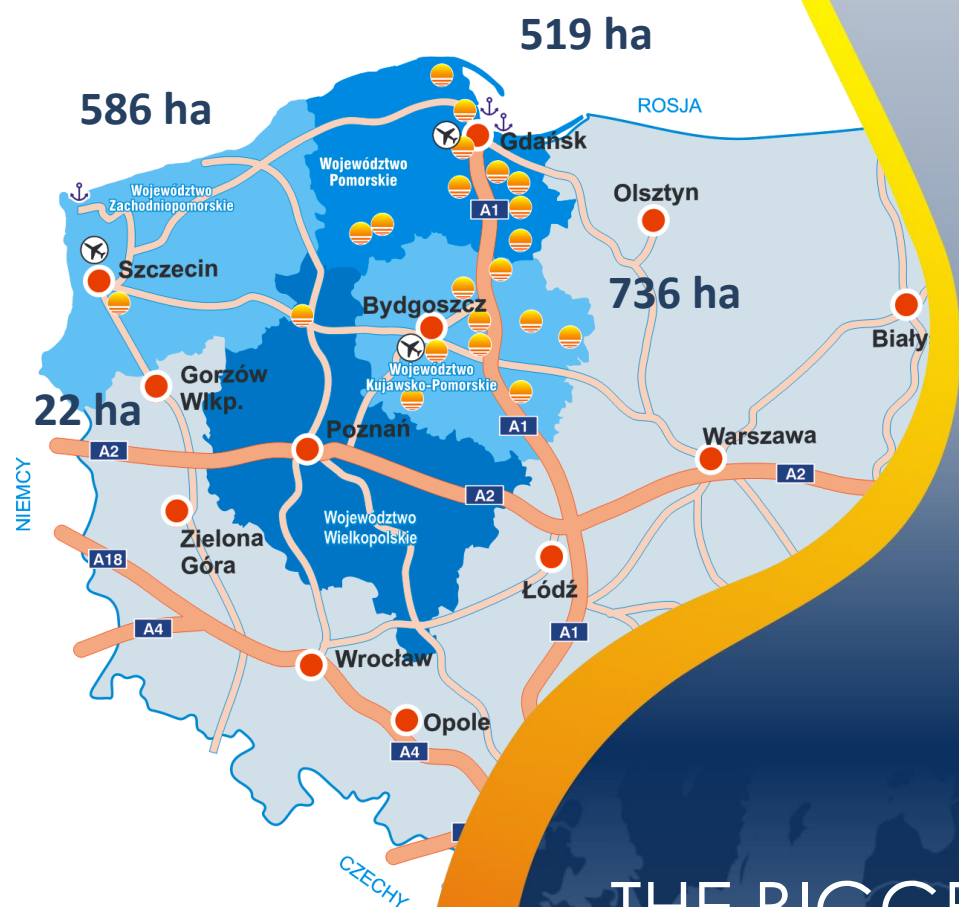 519 ha
586 ha
ROSJA
Gdańsk
Województwo
Pomorskie
Województwo
Zachodniopomorskie
Olsztyn
A1
Szczecin
736 ha
Bydgoszcz
Biały
Województwo
Kujawsko-Pomorskie
Gorzów
Wlkp.
22 ha
Poznań
A1
Warszawa
A2
A2
A2
NIEMCY
Województwo
Wielkopolskie
Zielona
Góra
A18
Łódź
A4
A1
Wrocław
Opole
A4
CZECHY